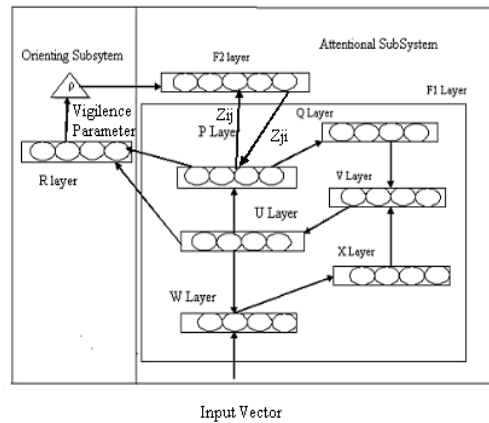 Attentional SubSystem
Orienting Subsytem
F2 layer
F1 Layer
ρ
Vigilence
Parameter
Zij
P Layer
Zji
Q Layer
R layer
V Layer
U Layer
X Layer
W Layer
Input Vector